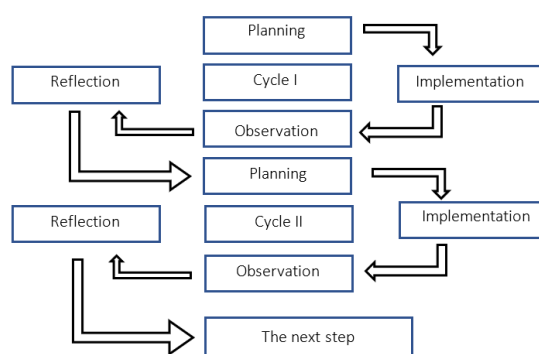 Planning
Reflection
Cycle I
Implementation
Observation
Planning
Reflection
Cycle II
Implementation
Observation
The next step